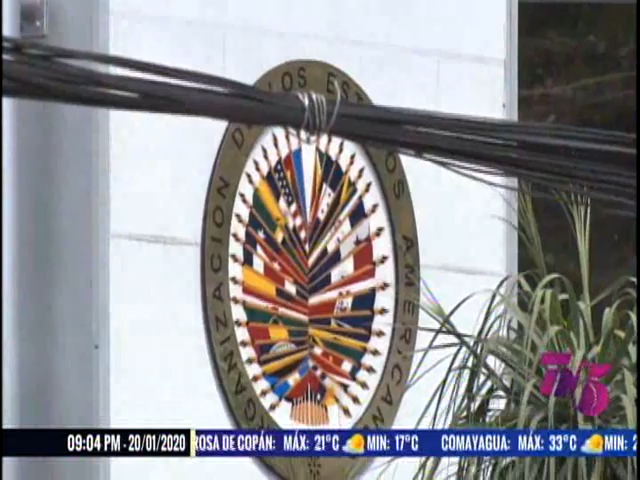 ORGANIZACION DE LOS ESTADOS AMERICANOS
09:04 PM - 20/01/2020
ROSA DE COPÁN: MÁX: 21°C MIN: 17°C COMAYAGUA: MÁX: 33°C MIN: 2